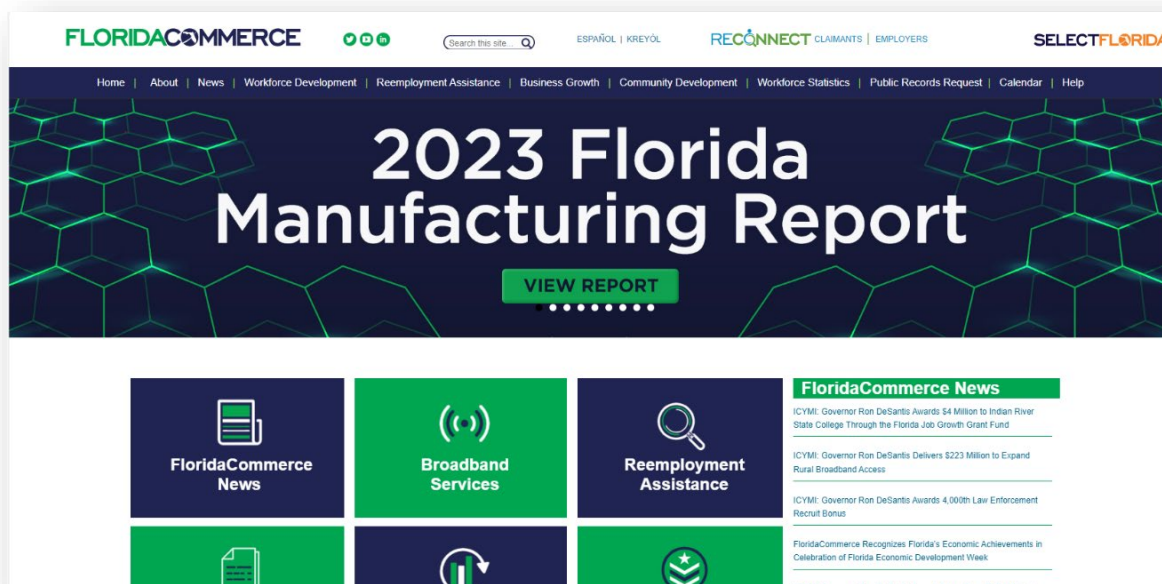 FLORIDACOMMERCE
Search this site...
ESPAÑOL | KREYÒL
RECONNECT CLAIMANTS | EMPLOYERS
SELECTFLORIDA
Home | About | News | Workforce Development | Reemployment Assistance | Business Growth | Community Development | Workforce Statistics | Public Records Request | Calendar | Help
2023 Florida
Manufacturing Report
VIEW REPORT
FloridaCommerce
News
Broadband
Services
Reemployment
Assistance
FloridaCommerce News
ICYMI: Governor Ron DeSantis Awards $4 Million to Indian River
State College Through the Florida Job Growth Grant Fund
ICYMI: Governor Ron DeSantis Delivers $223 Million to Expand
Rural Broadband Access
ICYMI: Governor Ron DeSantis Awards 4,000th Law Enforcement
Recruit Bonus
FloridaCommerce Recognizes Florida's Economic Achievements in
Celebration of Florida Economic Development Week